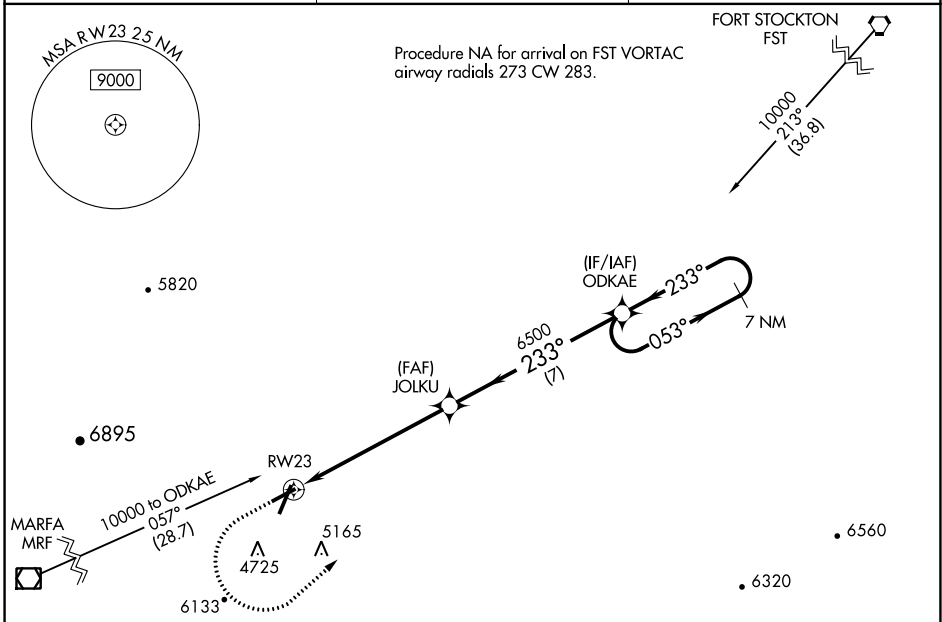 MSA RW23 25 NM
9000
Procedure NA for arrival on FST VORTAC
airway radials 273 CW 283.
FORT STOCKTON
FST
10000
213°
(36.8)
5820
(IF/IAF)
ODKAE
233°
053°
7 NM
6500
233°
(7)
(FAF)
JOLKU
6895
RW23
10000 to ODKAE
057°
(28.7)
MARFA
MRF
5165
4725
6133
6560
6320